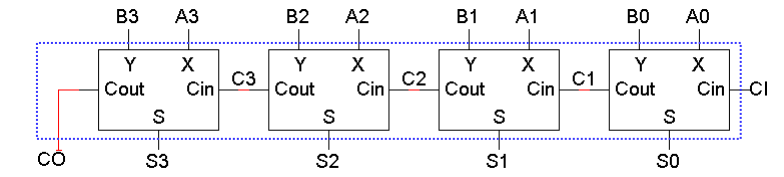 B3 A3 B2 A2 B1 A1 B0 A0
Y X Y X Y X Y X
Cout Cin C3 Cout Cin C2 Cout Cin C1 Cout Cin CI
S S S S
CO S3 S2 S1 S0